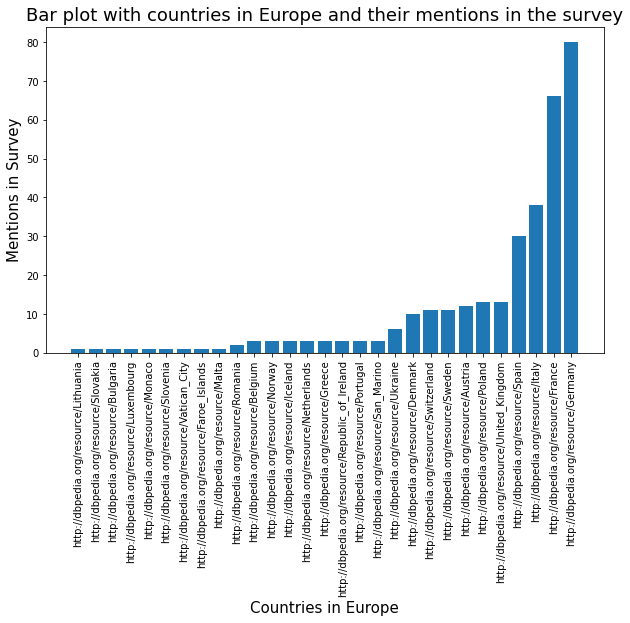 Bar plot with countries in Europe and their mentions in the survey
Mentions in Survey
80
70
60
50
40
30
20
10
0
http://dbpedia.org/resource/Lithuania
http://dbpedia.org/resource/Slovakia
http://dbpedia.org/resource/Bulgaria
http://dbpedia.org/resource/Luxembourg
http://dbpedia.org/resource/Monaco
http://dbpedia.org/resource/Slovenia
http://dbpedia.org/resource/Vatican_City
http://dbpedia.org/resource/Faroe_Islands
http://dbpedia.org/resource/Malta
http://dbpedia.org/resource/Romania
http://dbpedia.org/resource/Belgium
http://dbpedia.org/resource/Norway
http://dbpedia.org/resource/Iceland
http://dbpedia.org/resource/Netherlands
http://dbpedia.org/resource/Greece
http://dbpedia.org/resource/Republic_of_Ireland
http://dbpedia.org/resource/Portugal
http://dbpedia.org/resource/San_Marino
http://dbpedia.org/resource/Ukraine
http://dbpedia.org/resource/Denmark
http://dbpedia.org/resource/Switzerland
http://dbpedia.org/resource/Sweden
http://dbpedia.org/resource/Austria
http://dbpedia.org/resource/Poland
http://dbpedia.org/resource/United_Kingdom
http://dbpedia.org/resource/Spain
http://dbpedia.org/resource/Italy
http://dbpedia.org/resource/France
http://dbpedia.org/resource/Germany
Countries in Europe